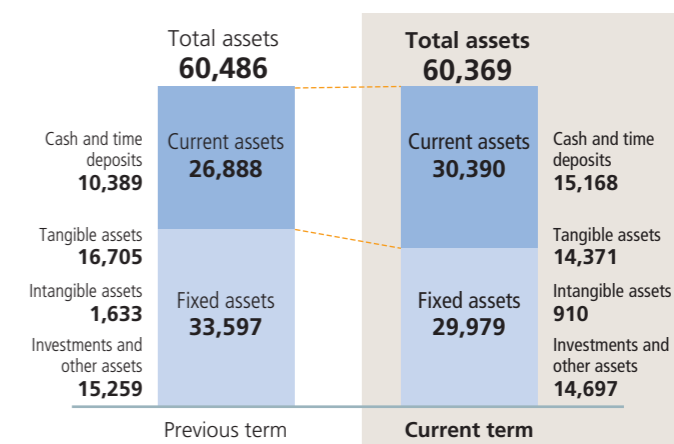 Total assets
60,486
Cash and time
deposits
10,389
Tangible assets
16,705
Intangible assets
1,633
Investments and
other assets
15,259
Current assets
26,888
Fixed assets
33,597
Previous term
Total assets
60,369
Current assets
30,390
Fixed assets
29,979
Cash and time
deposits
15,168
Tangible assets
14,371
Intangible assets
910
Investments and
other assets
14,697
Current term